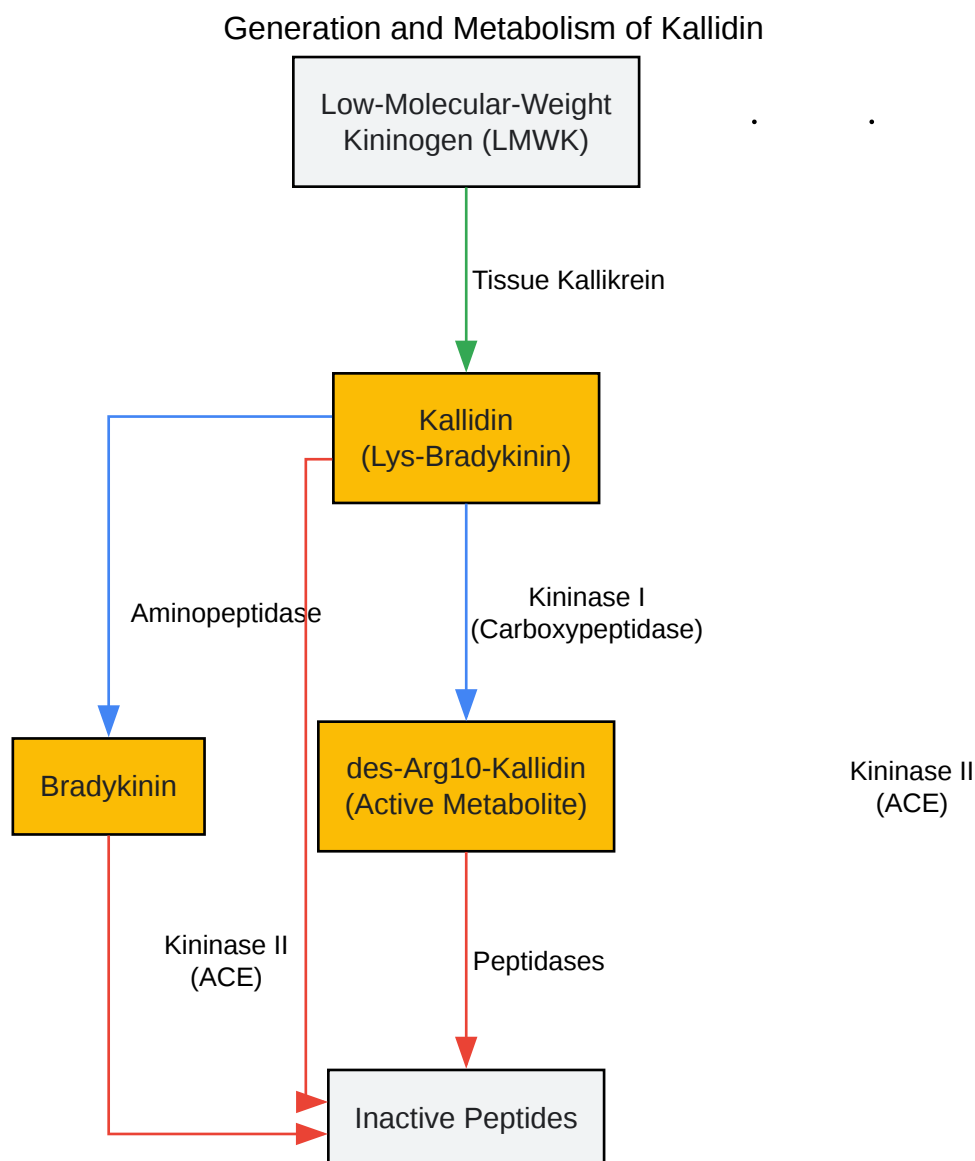 Generation and Metabolism of Kallidin
Low-Molecular-Weight
Kininogen (LMWK)
Tissue Kallikrein
Kallidin
(Lys-Bradykinin)
Aminopeptidase
Kininase I
(Carboxypeptidase)
Bradykinin
des-Arg10-Kallidin
(Active Metabolite)
Kininase II
(ACE)
Kininase II
(ACE)
Peptidases
Inactive Peptides